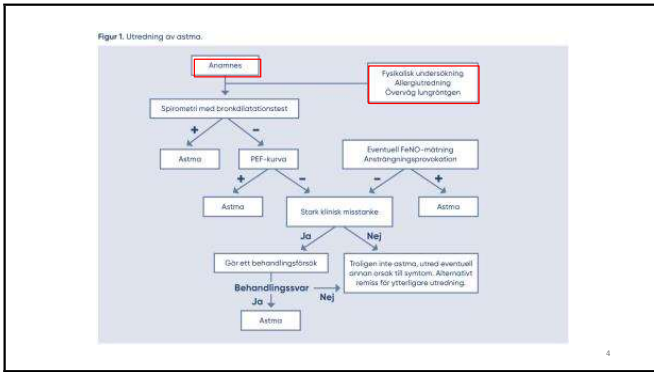 Figur 1. Utredning av astma.
Anamnes
Fysikalisk undersökning
Allergiutredning
Överväg lungröntgen
Spirometri med bronkdilatationstest
+
–
Astma
PEF-kurva
Eventuell FeNO-mätning
Ansträngningsprovokation
+
–
–
+
Astma
Stark klinisk misstanke
Astma
Ja
Nej
Gör ett behandlingsförsök
Troligen inte astma, utred eventuell
annan orsak till symtom. Alternativt
remiss för ytterligare utredning.
Behandlingssvar
Nej
Ja
Astma
4